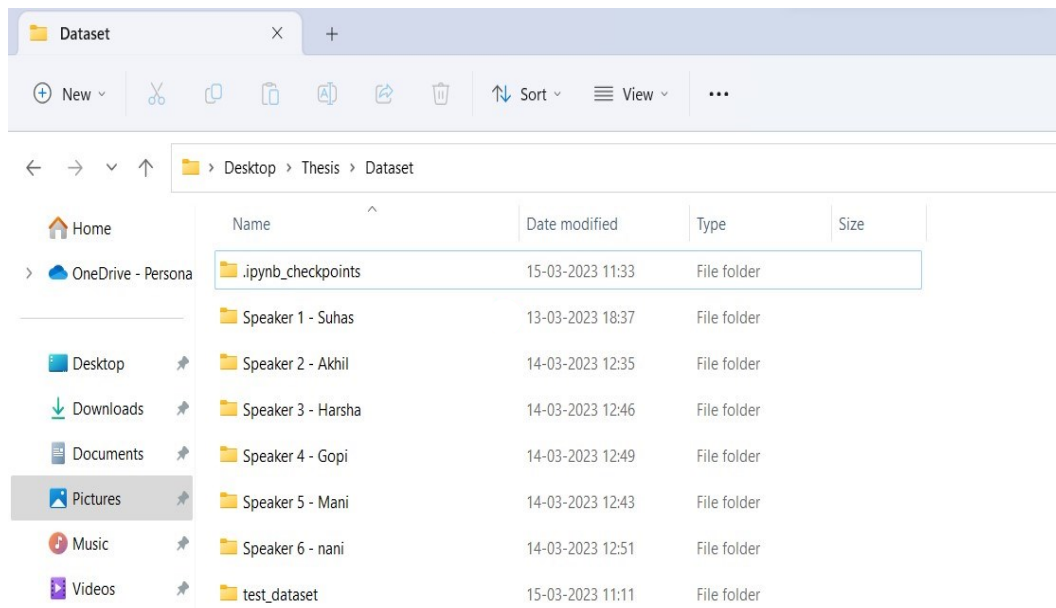 Dataset
New Sort View
Desktop > Thesis > Dataset
Name Date modified Type Size
Home
OneDrive - Persona
Desktop
Downloads
Documents
Pictures
Music
Videos
.ipynb_checkpoints 15-03-2023 11:33 File folder
Speaker 1 - Suhas 13-03-2023 18:37 File folder
Speaker 2 - Akhil 14-03-2023 12:35 File folder
Speaker 3 - Harsha 14-03-2023 12:46 File folder
Speaker 4 - Gopi 14-03-2023 12:49 File folder
Speaker 5 - Mani 14-03-2023 12:43 File folder
Speaker 6 - nani 14-03-2023 12:51 File folder
test_dataset 15-03-2023 11:11 File folder